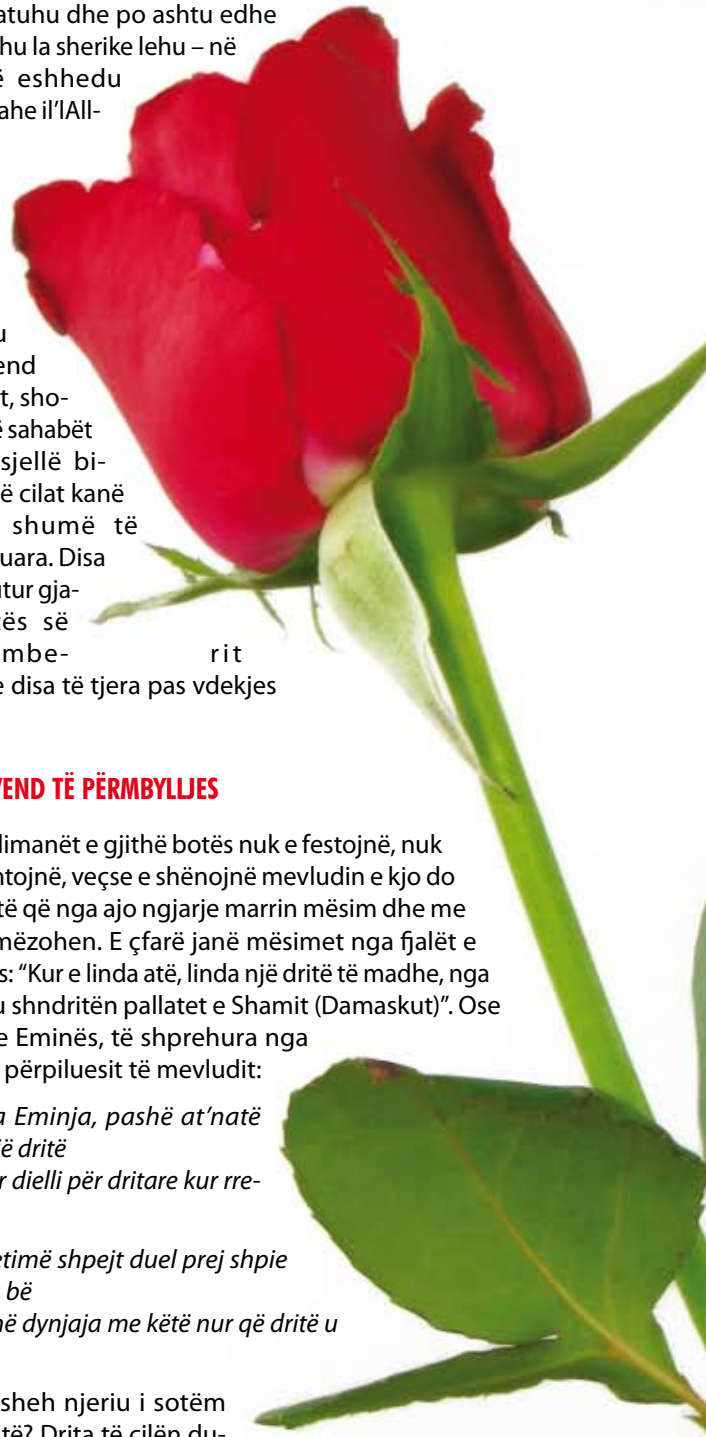 atuhu dhe po ashtu edhe
hu la sherike lehu – në
ë eshhedu
ahe il’lAll-
u
end
t, sho-
ë sahabët
sjellë bi-
ë cilat kanë
shumë të
uara. Disa
utur gja-
tës së
mbe- rit
e disa të tjera pas vdekjes
VEND TË PËRMBYLLJES
limanët e gjithë botës nuk e festojnë, nuk
ntojnë, veçse e shënojnë mevludin e kjo do
të që nga ajo ngjarje marrin mësim dhe me
mëzohen. E çfarë janë mësimet nga fjalët e
s: “Kur e linda atë, linda një dritë të madhe, nga
u shndritën pallatet e Shamit (Damaskut)”. Ose
e Eminës, të shprehura nga
përpiluesit të mevludit:
a Eminja, pashë at’natë
jë dritë
r dielli për dritare kur rre-
etimë shpejt duel prej shpie
bë
në dynjaja me këtë nur që dritë u
sheh njeriu i sotëm
të? Drita të cilën du-